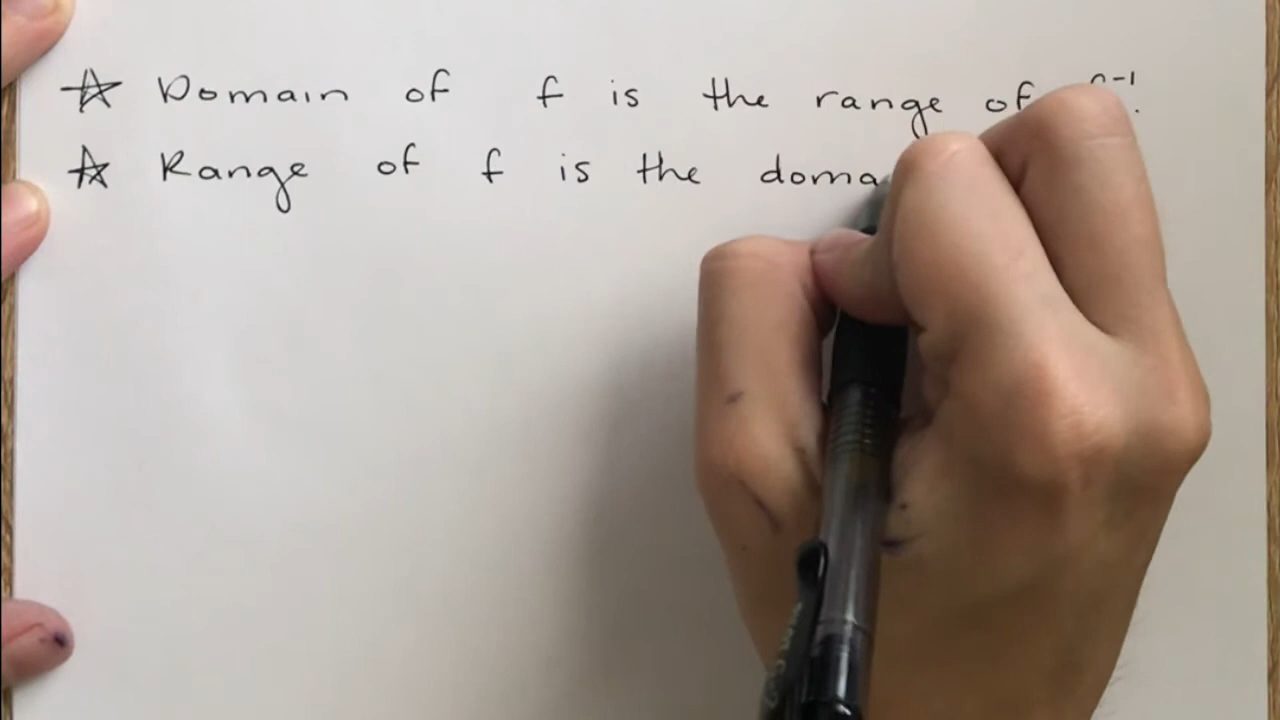 ☆ Domain of f is the range of
☆ Range of f is the doma